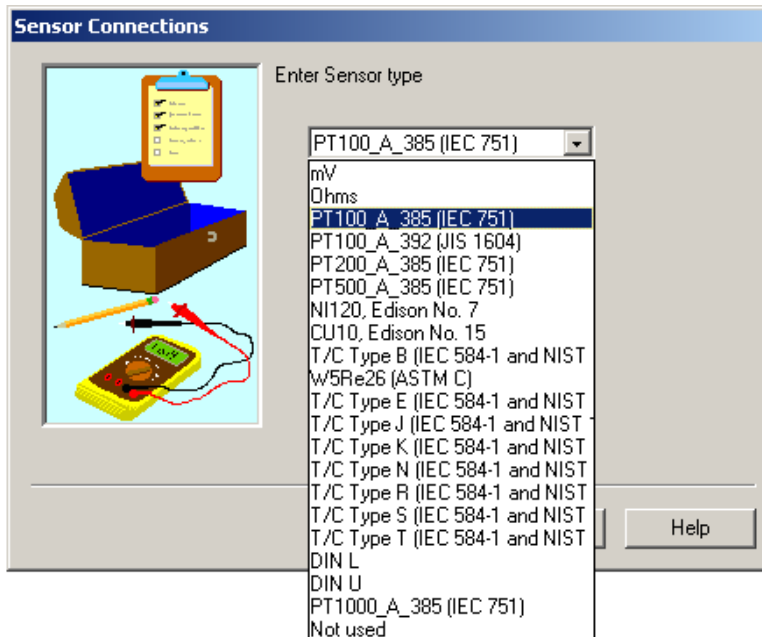 Sensor Connections
Enter Sensor type
PT100_A_385 (IEC 751)
mV
Ohms
PT100_A_385 (IEC 751)
PT100_A_392 (JIS 1604)
PT200_A_385 (IEC 751)
PT500_A_385 (IEC 751)
NI120, Edison No. 7
CU10, Edison No. 15
T/C Type B (IEC 584-1 and NIST
W5Re26 (ASTM C)
T/C Type E (IEC 584-1 and NIST
T/C Type J (IEC 584-1 and NIST
T/C Type K (IEC 584-1 and NIST
T/C Type N (IEC 584-1 and NIST
T/C Type R (IEC 584-1 and NIST
T/C Type S (IEC 584-1 and NIST
T/C Type T (IEC 584-1 and NIST
Help
DIN L
DIN U
PT1000_A_385 (IEC 751)
Not used